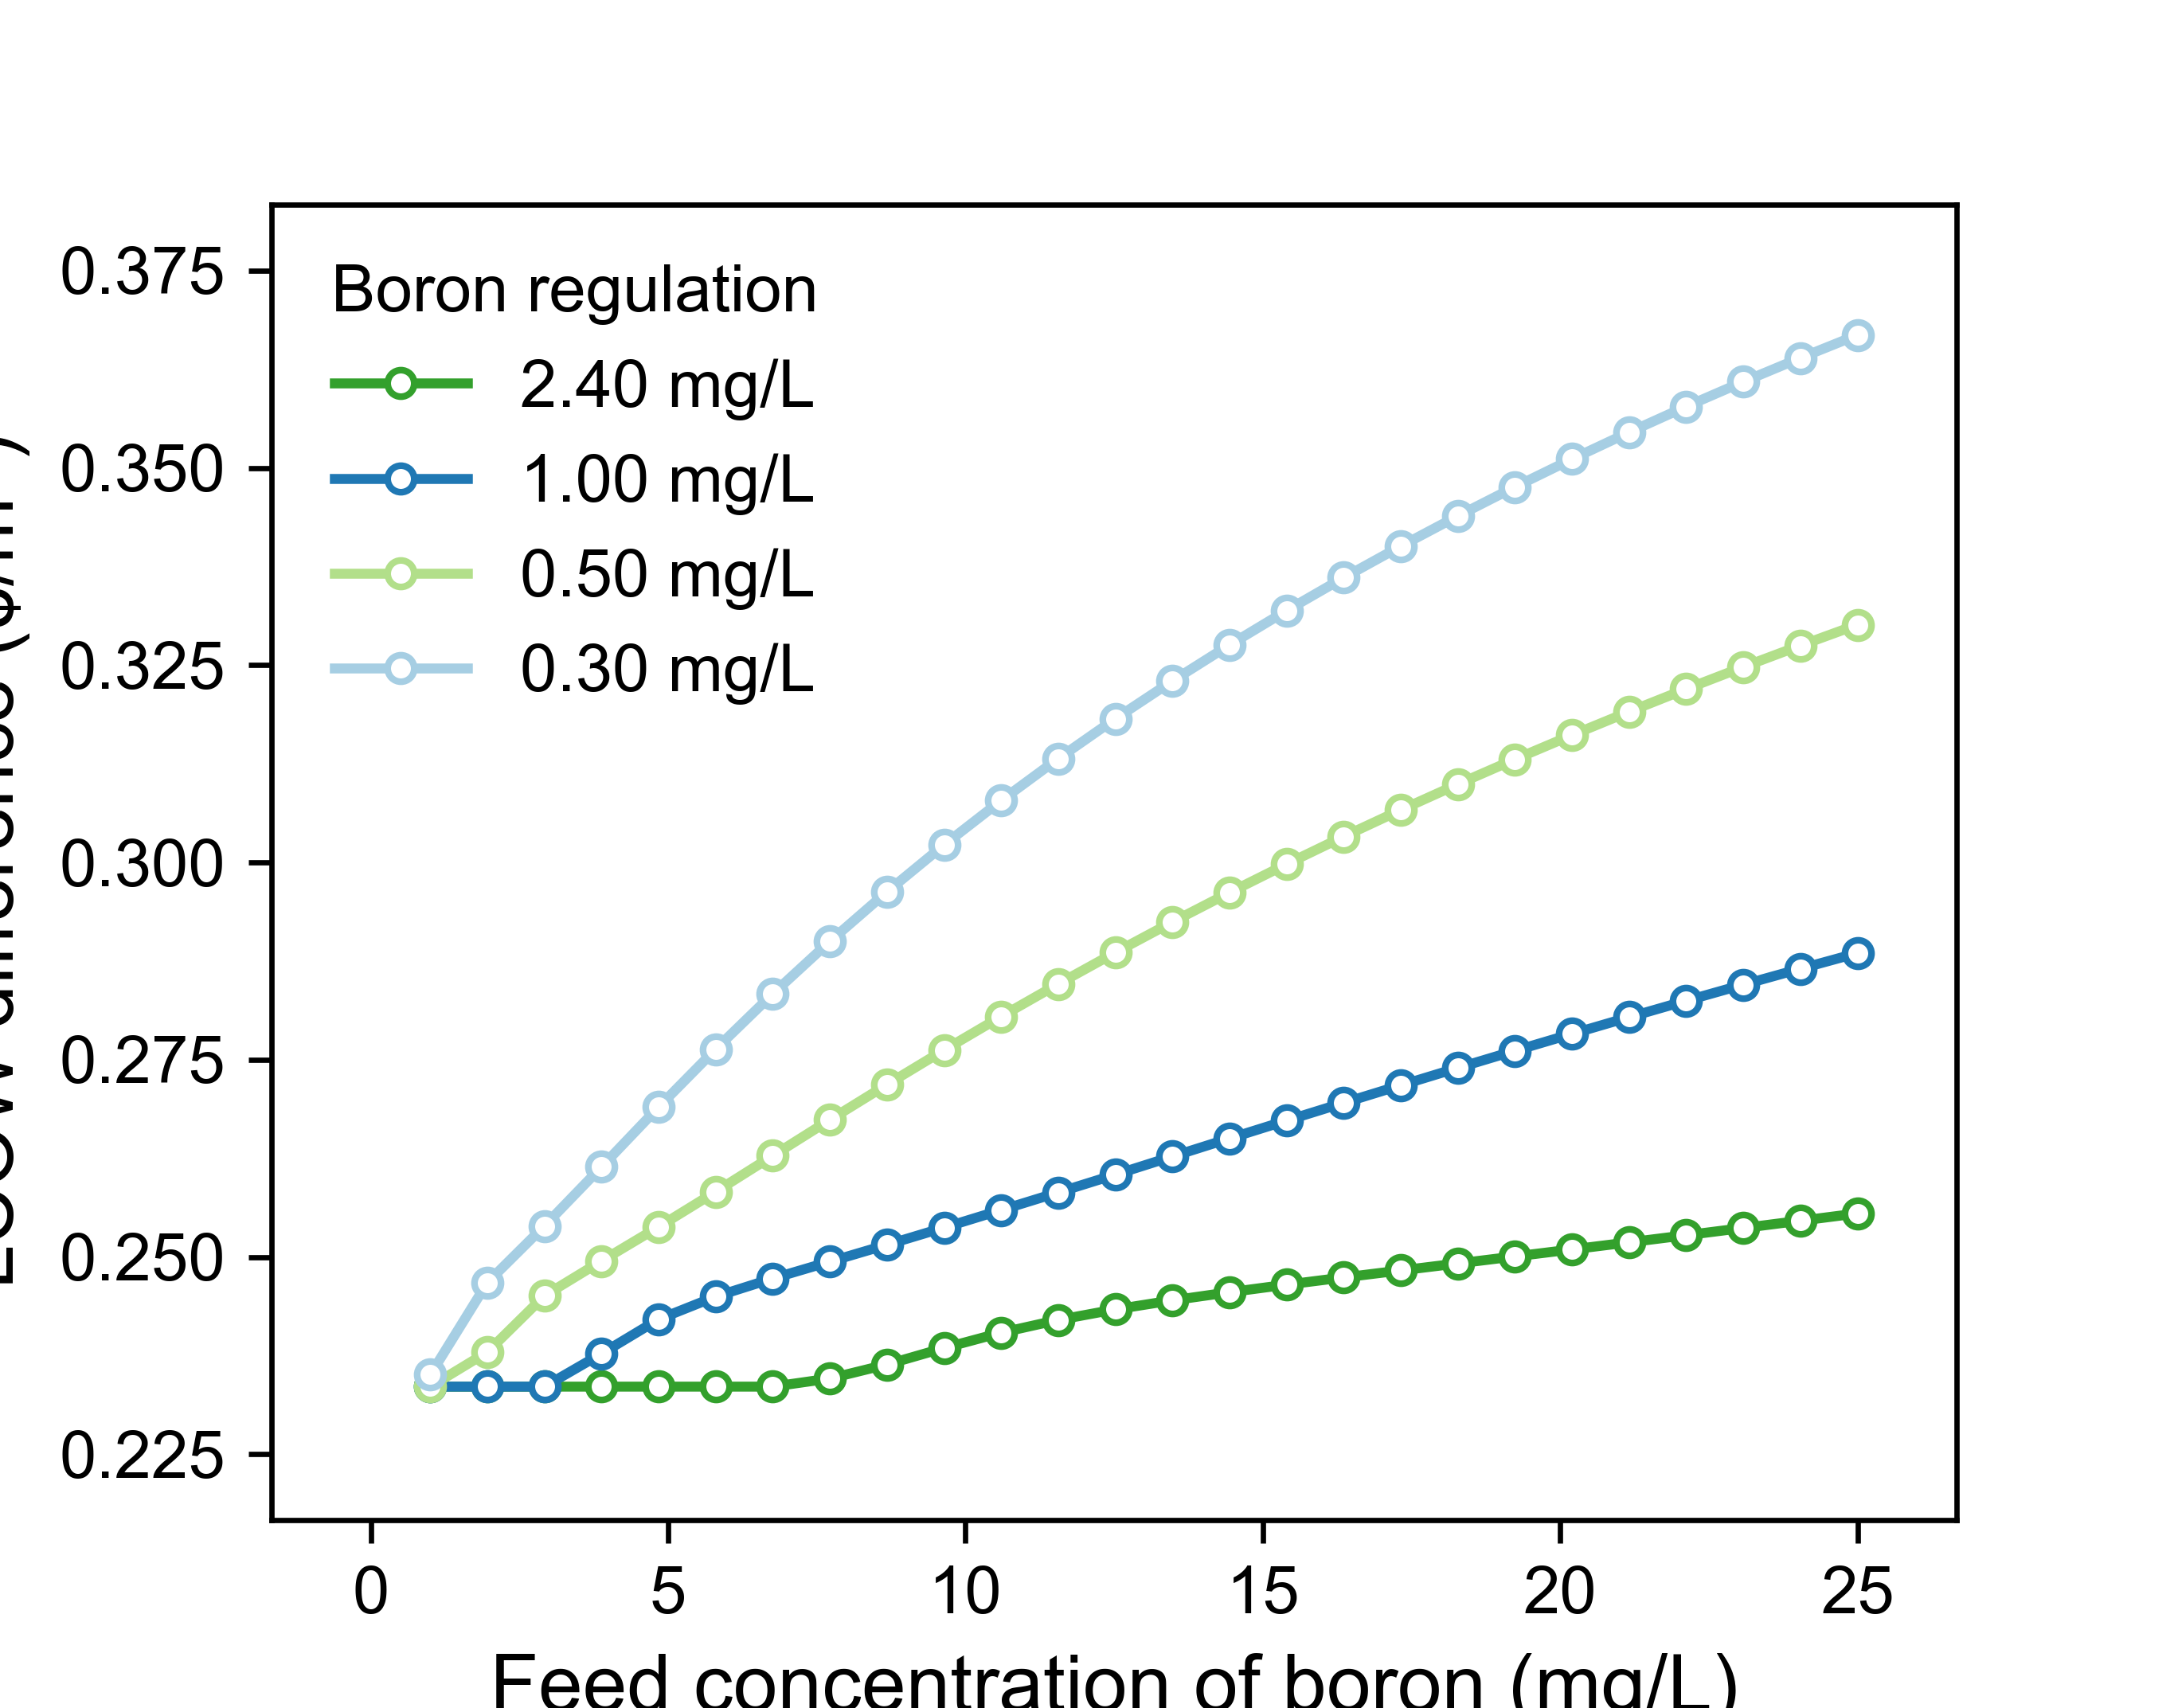 0.375
0.350
0.325
0.300
0.275
0.250
0.225
Boron regulation
2.40 mg/L
1.00 mg/L
0.50 mg/L
0.30 mg/L
0 5 10 15 20 25
Feed concentration of boron (mg/L)